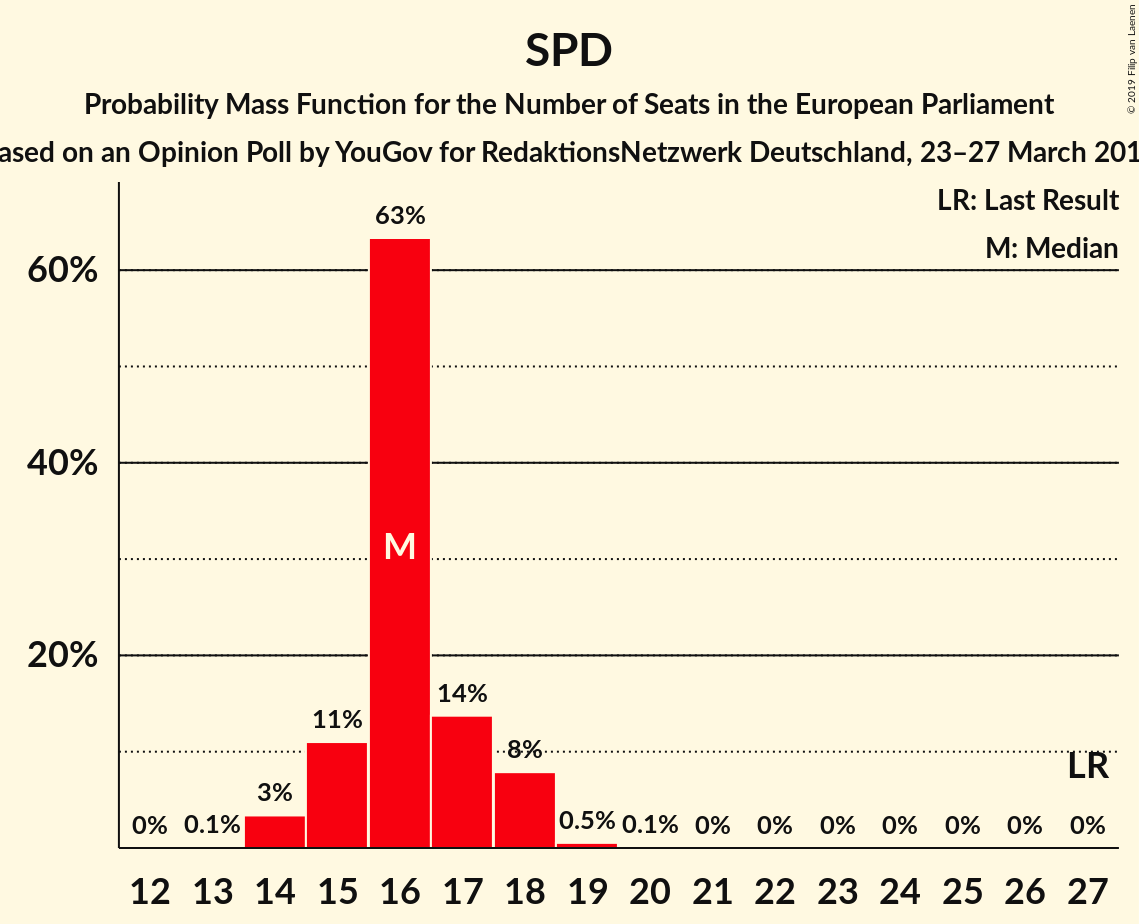 © 2019 Filip van Laenen
SPD
Probability Mass Function for the Number of Seats in the European Parliament
ased on an Opinion Poll by YouGov for RedaktionsNetzwerk Deutschland, 23–27 March 201
LR: Last Result
M: Median
60%
40%
20%
0% 0.1% 3% 11% 63% 14% 8% 0.5% 0.1% 0% 0% 0% 0% 0% 0% 0%
M
LR
12 13 14 15 16 17 18 19 20 21 22 23 24 25 26 27